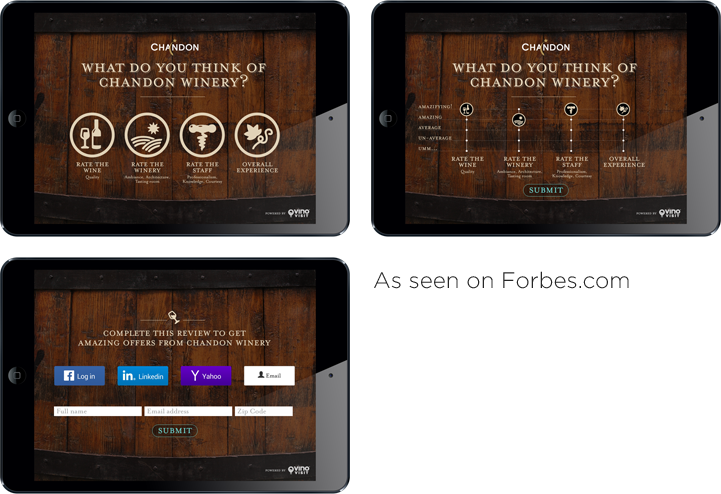 CHANDON
WHAT DO YOU THINK OF
CHANDON WINERY?
RATE THE
WINE
Quality
RATE THE
WINERY
Ambience, Architecture,
Tasting room
RATE THE
STAFF
Professionalism,
Knowledge, Courtesy
OVERALL
EXPERIENCE
POWERED BY
vino
VISIT
CHANDON
WHAT DO YOU THINK OF
CHANDON WINERY?
AMAZIFYING!
AMAZING
AVERAGE
UN-AVERAGE
UMM...
RATE THE
WINE
Quality
RATE THE
WINERY
Ambience, Architecture,
Tasting room
RATE THE
STAFF
Professionalism,
Knowledge, Courtesy
OVERALL
EXPERIENCE
SUBMIT
POWERED BY
vino
VISIT
COMPLETE THIS REVIEW TO GET
AMAZING OFFERS FROM CHANDON WINERY
f Log in
in. Linkedin
Y Yahoo
Email
Full name
Email address
Zip Code
SUBMIT
POWERED BY
vino
VISIT
As seen on Forbes.com